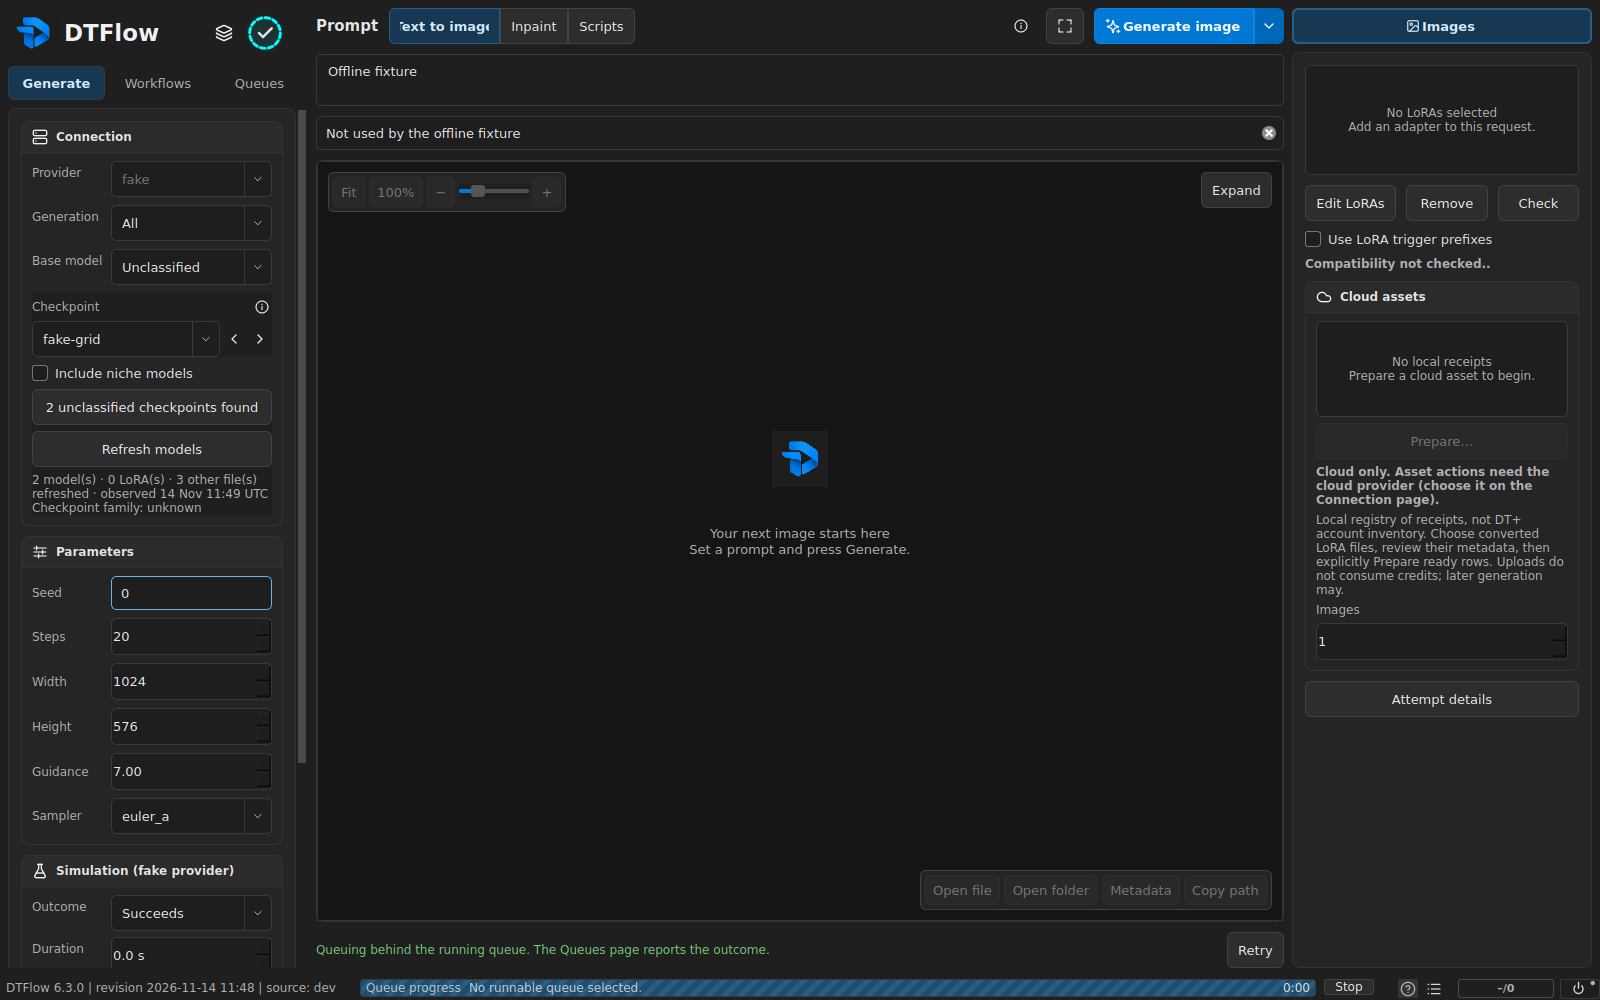 DTFlow
Generate
Workflows
Queues
Connection
Provider
fake
Generation
All
Base model
Unclassified
Checkpoint
fake-grid
Include niche models
2 unclassified checkpoints found
Refresh models
2 model(s) · 0 LoRA(s) · 3 other file(s)
refreshed · observed 14 Nov 11:49 UTC
Checkpoint family: unknown
Parameters
Seed
0
Steps
20
Width
1024
Height
576
Guidance
7.00
Sampler
euler_a
Simulation (fake provider)
Outcome
Succeeds
Duration
0.0 s
Prompt
Text to image
Inpaint
Scripts
Generate image
Offline fixture
Not used by the offline fixture
Fit
100%
−
+
Expand
Your next image starts here
Set a prompt and press Generate.
Open file
Open folder
Metadata
Copy path
Queuing behind the running queue. The Queues page reports the outcome.
Retry
Images
No LoRAs selected
Add an adapter to this request.
Edit LoRAs
Remove
Check
Use LoRA trigger prefixes
Compatibility not checked..
Cloud assets
No local receipts
Prepare a cloud asset to begin.
Prepare...
Cloud only. Asset actions need the
cloud provider (choose it on the
Connection page).
Local registry of receipts, not DT+
account inventory. Choose converted
LoRA files, review their metadata, then
explicitly Prepare ready rows. Uploads do
not consume credits; later generation
may.
Images
1
Attempt details
DTFlow 6.3.0 | revision 2026-11-14 11:48 | source: dev
Queue progress No runnable queue selected.
0:00
Stop
-/0